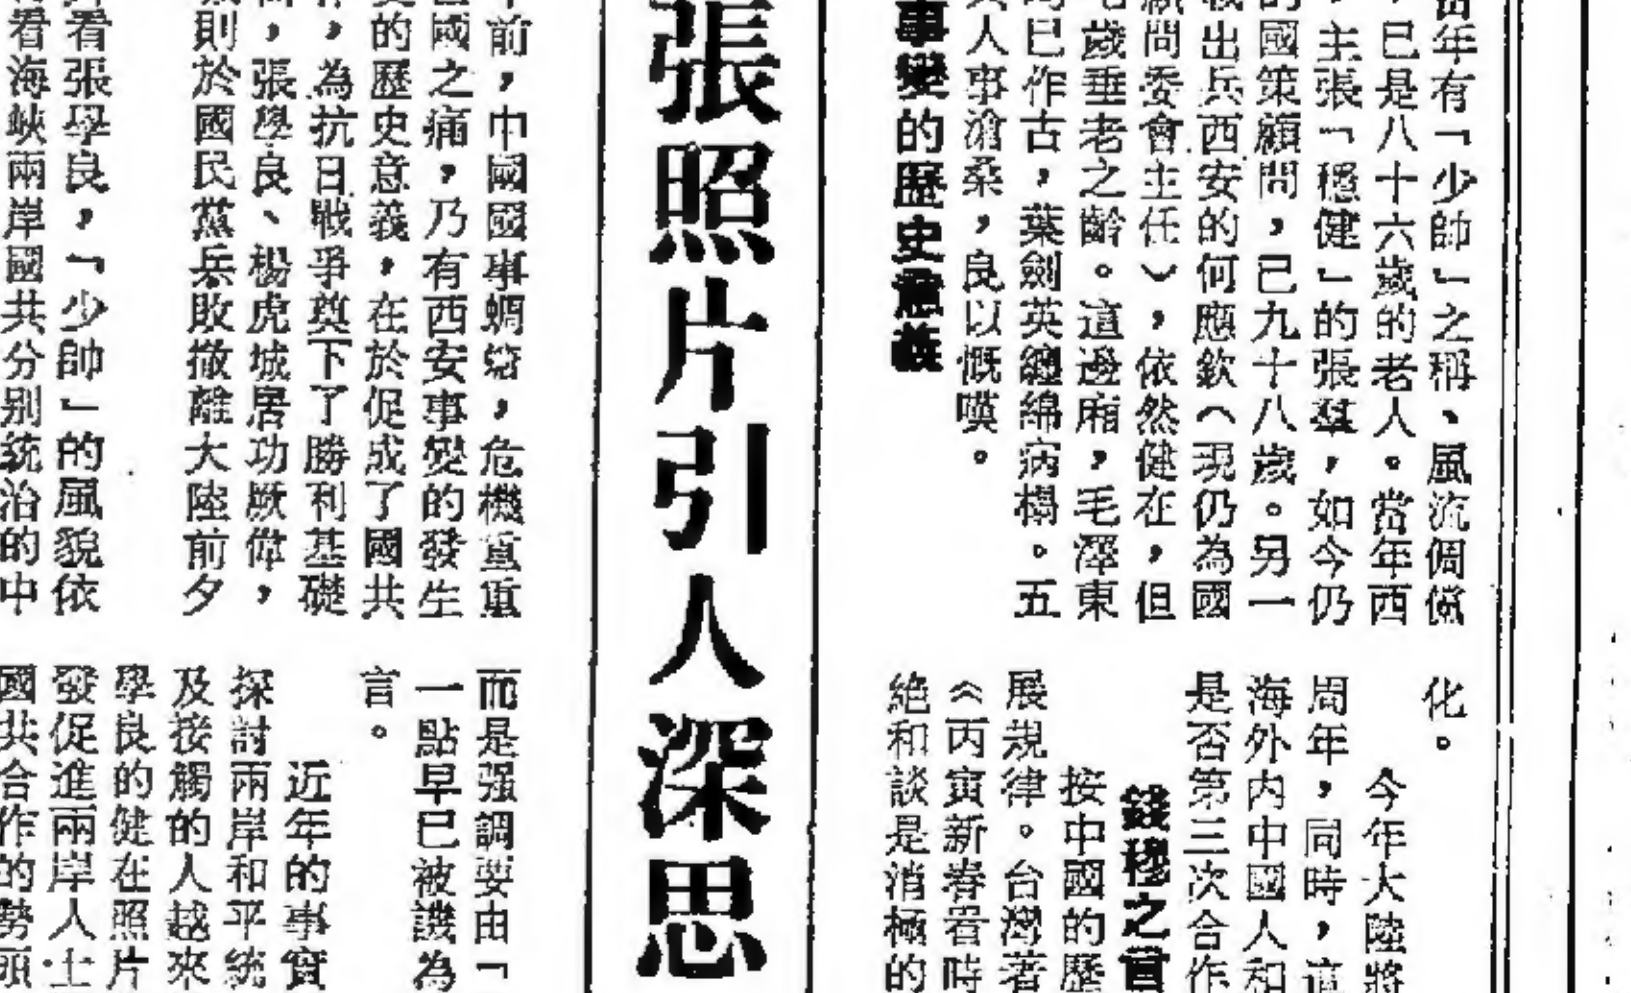 年有「少帥」之稱、風流倜儻
，已是八十六歲的老人。當年西
，主張「穩健」的張羣，如今仍
的國策顧問，已九十八歲。另一
戰出兵西安的何應欽（現仍為國
顧問委會主任），依然健在，但
歲垂老之齡。這邊廂，毛澤東
已作古，葉劍英纏綿病榻。五
人事滄桑，良以慨嘆。
事變的歷史意義
化。
今年大陸將
周年，同時，這
海外內中國人和
是否第三次合作
錢穆之言
按中國的歷
展規律。台灣著
《丙寅新春看時
絕和談是消極的
張照片引人深思
年前，中國國事蜩螗，危機重重
國之痛，乃有西安事變的發生
的歷史意義，在於促成了國共
，為抗日戰爭奠下了勝利基礎
，張學良、楊虎城居功厥偉，
則於國民黨兵敗撤離大陸前夕
看張學良，「少帥」的風貌依
看海峽兩岸國共分别統治的中
而是强調要由「
一點早已被譏為
言。
近年的事實
探討兩岸和平統
及接觸的人越來
學良的健在照片
發促進兩岸人士
國共合作的勢頭